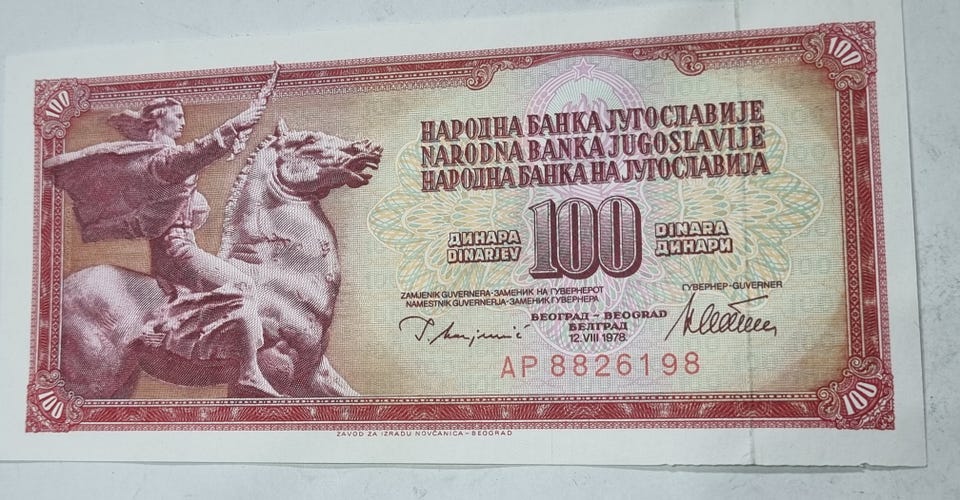 100
100
НАРОДНА БАНКА ЈУГОСЛАВИЈЕ
NARODNA BANKA JUGOSLAVIJE
НАРОДНА БАНКА НА ЈУГОСЛАВИЈА
ДИНАРА
DINARJEV
100
DINARA
ДИНАРИ
ZAMJENIK GUVERNERA-ЗАМЕНИК НА ГУВЕРНЕРОТ
NAMESTNIK GUVERNERJA-ЗАМЕНИК ГУВЕРНЕРА
ГУВЕРНЕР-GUVERNER
БЕОГРАД - BEOGRAD
БЕЛГРАД
12. VIII 1978.
AP 8826198
100
100
ZAVOD ZA IZRADU NOVČANICA - BEOGRAD